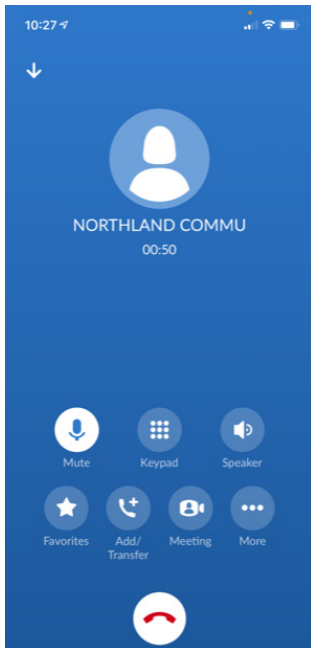 10:27
NORTHLAND COMMU
00:50
Mute Keypad Speaker
Favorites Add/ Meeting More
Transfer